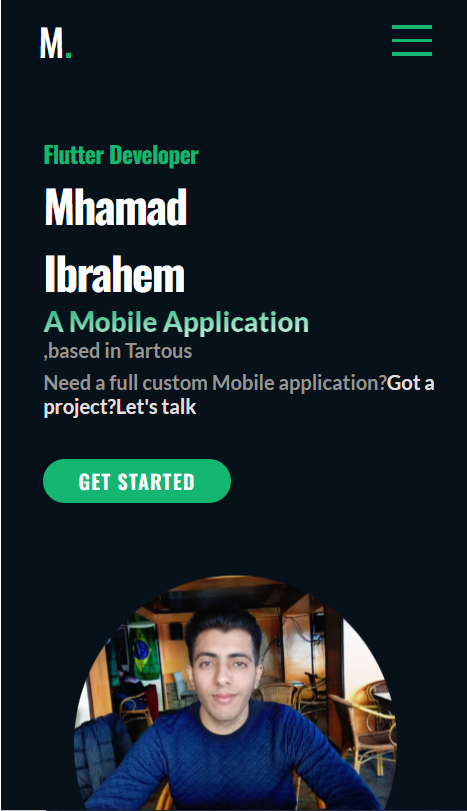 M.
Flutter Developer
Mhamad
Ibrahem
A Mobile Application
,based in Tartous
Need a full custom Mobile application?Got a
project?Let's talk
GET STARTED